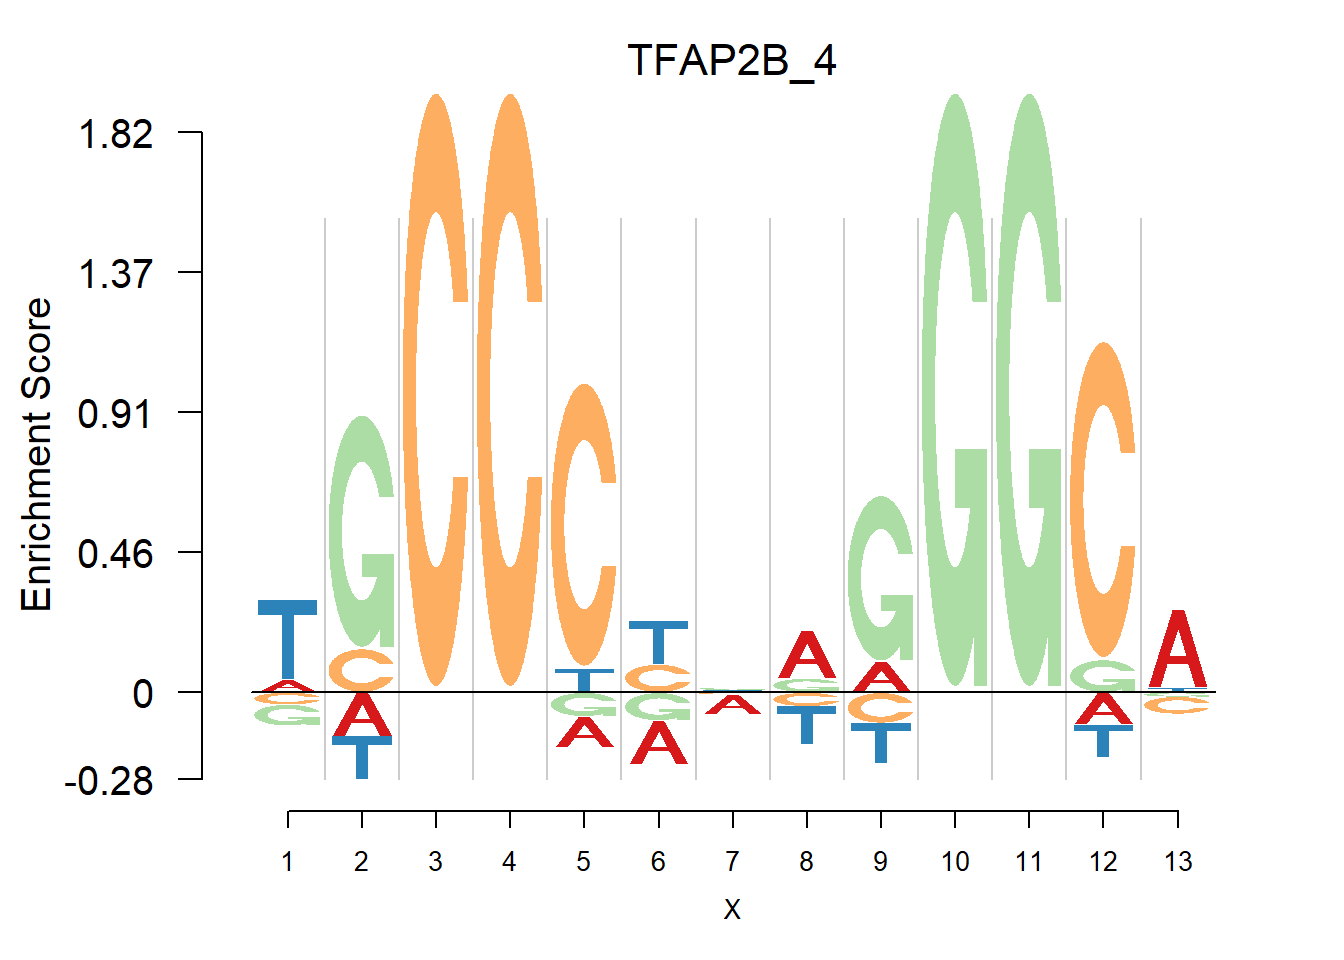 TFAP2B_4
Enrichment Score
1.82
1.37
0.91
0.46
0
-0.28
T A C G
G C A T
C
C
C T G A
T C G A
T A
A G C T
G A C T
G
G
C G A T
A T G C
1 2 3 4 5 6 7 8 9 10 11 12 13
X